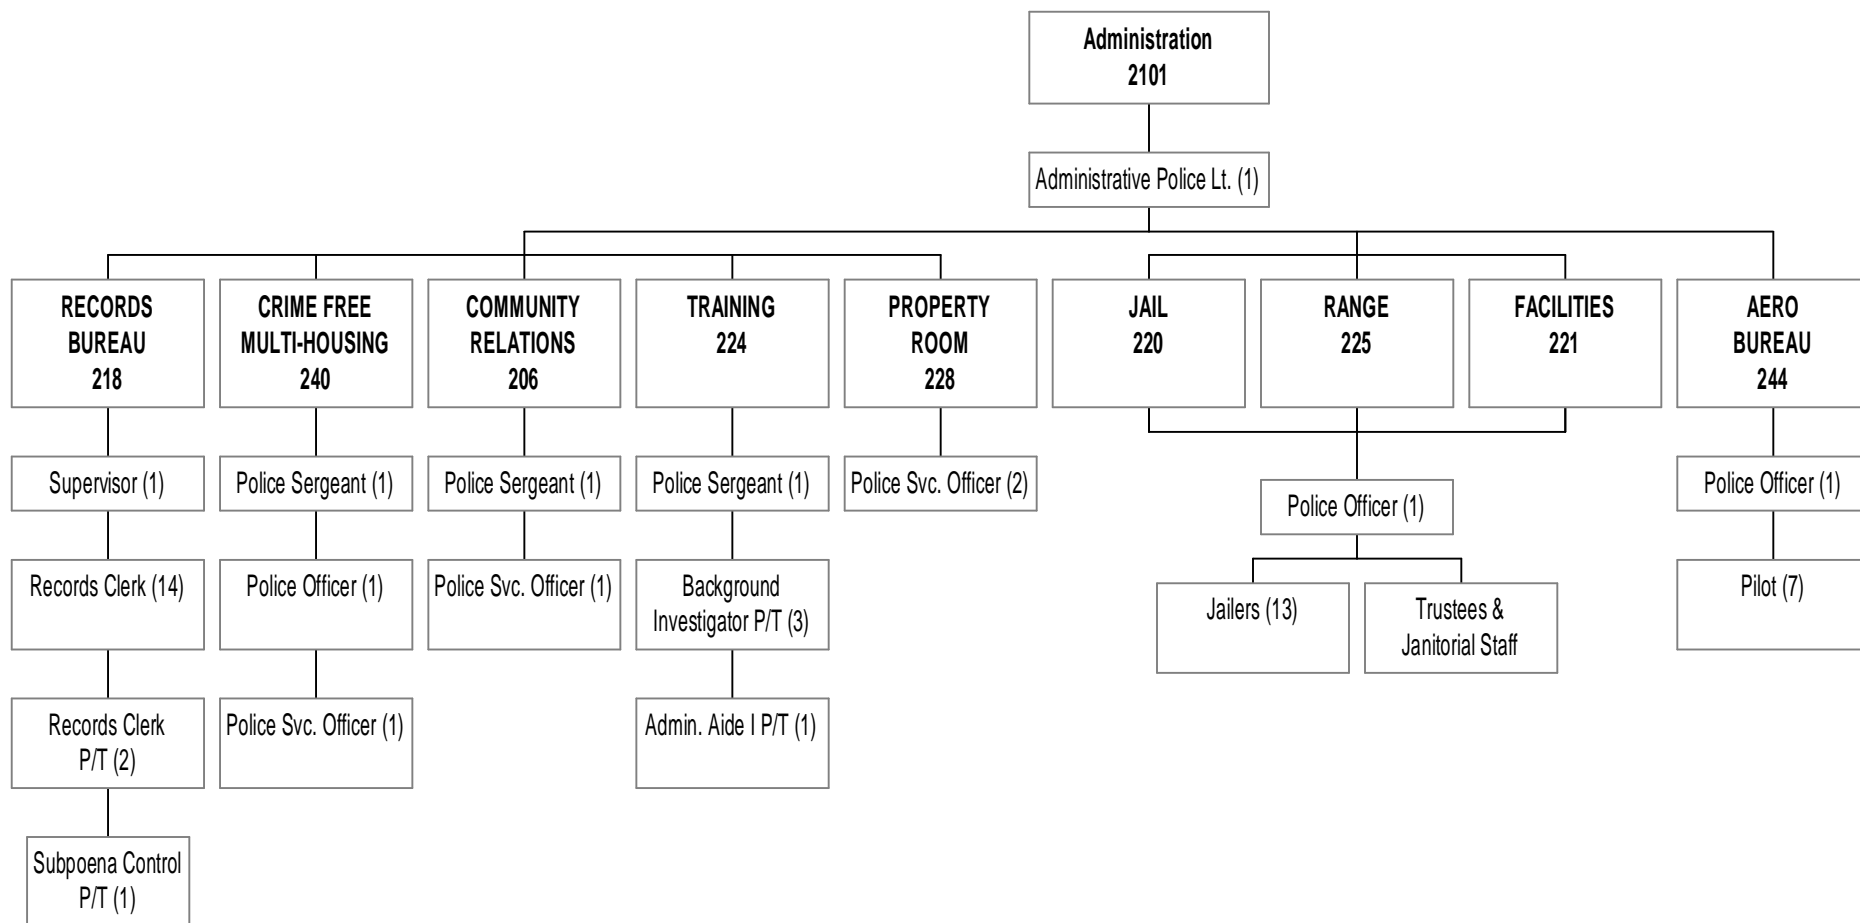 Administration
2101
Administrative Police Lt. (1)
RECORDS
BUREAU
218
CRIME FREE
MULTI-HOUSING
240
COMMUNITY
RELATIONS
206
TRAINING
224
PROPERTY
ROOM
228
JAIL
220
RANGE
225
FACILITIES
221
AERO
BUREAU
244
Supervisor (1)
Police Sergeant (1)
Police Sergeant (1)
Police Sergeant (1)
Police Svc. Officer (2)
Police Officer (1)
Police Officer (1)
Records Clerk (14)
Police Officer (1)
Police Svc. Officer (1)
Background
Investigator P/T (3)
Jailers (13)
Trustees &
Janitorial Staff
Pilot (7)
Records Clerk
P/T (2)
Police Svc. Officer (1)
Admin. Aide I P/T (1)
Subpoena Control
P/T (1)